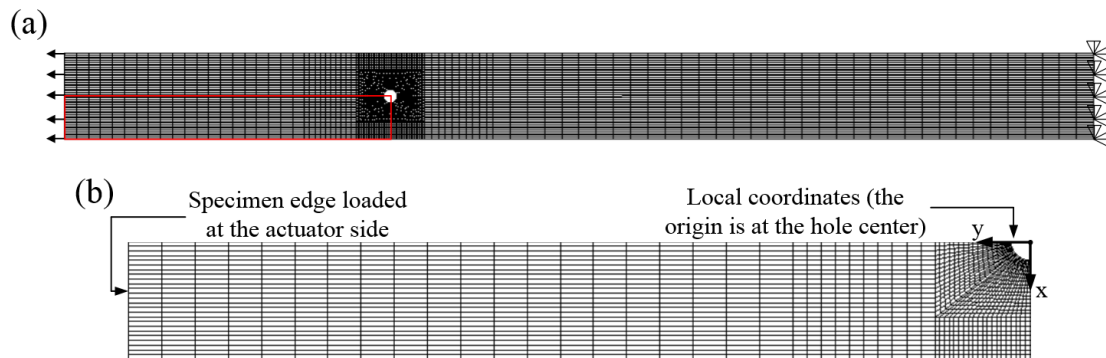 (a)
(b)
Specimen edge loaded
at the actuator side
Local coordinates (the
origin is at the hole center)
y
x